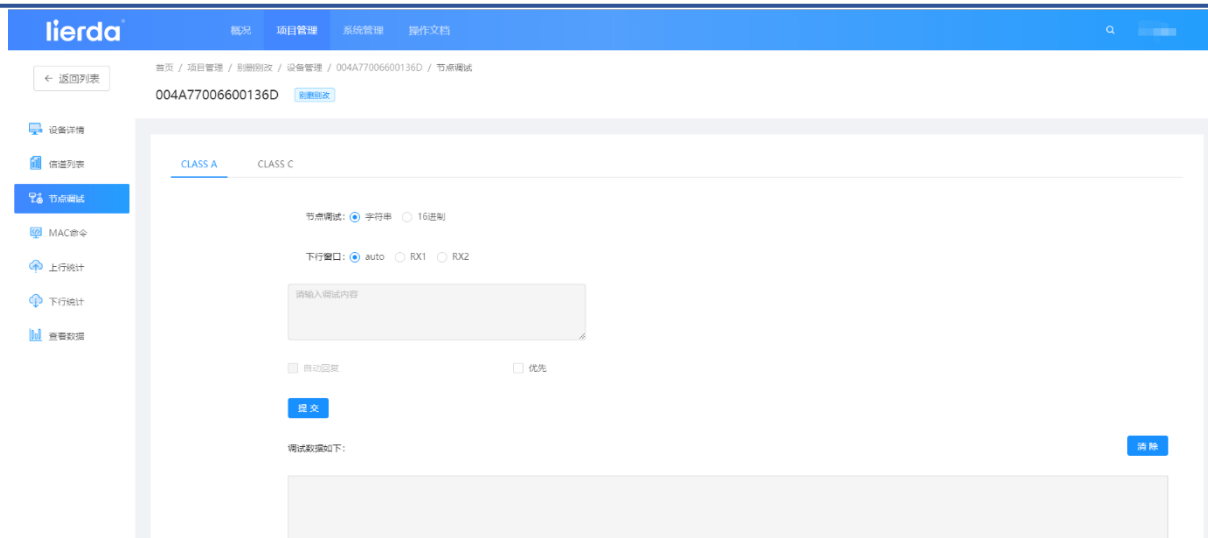 lierda
概况 项目管理 系统管理 操作文档
← 返回列表
首页 / 项目管理 / 别删别改 / 设备管理 / 004A77006600136D / 节点调试
004A77006600136D 别删别改
设备详情
信道列表
节点调试
MAC命令
上行统计
下行统计
查看数据
CLASS A CLASS C
节点调试: 字符串 16进制
下行窗口: auto RX1 RX2
请输入调试内容
自动回复 优先
提 交
调试数据如下:
清 除